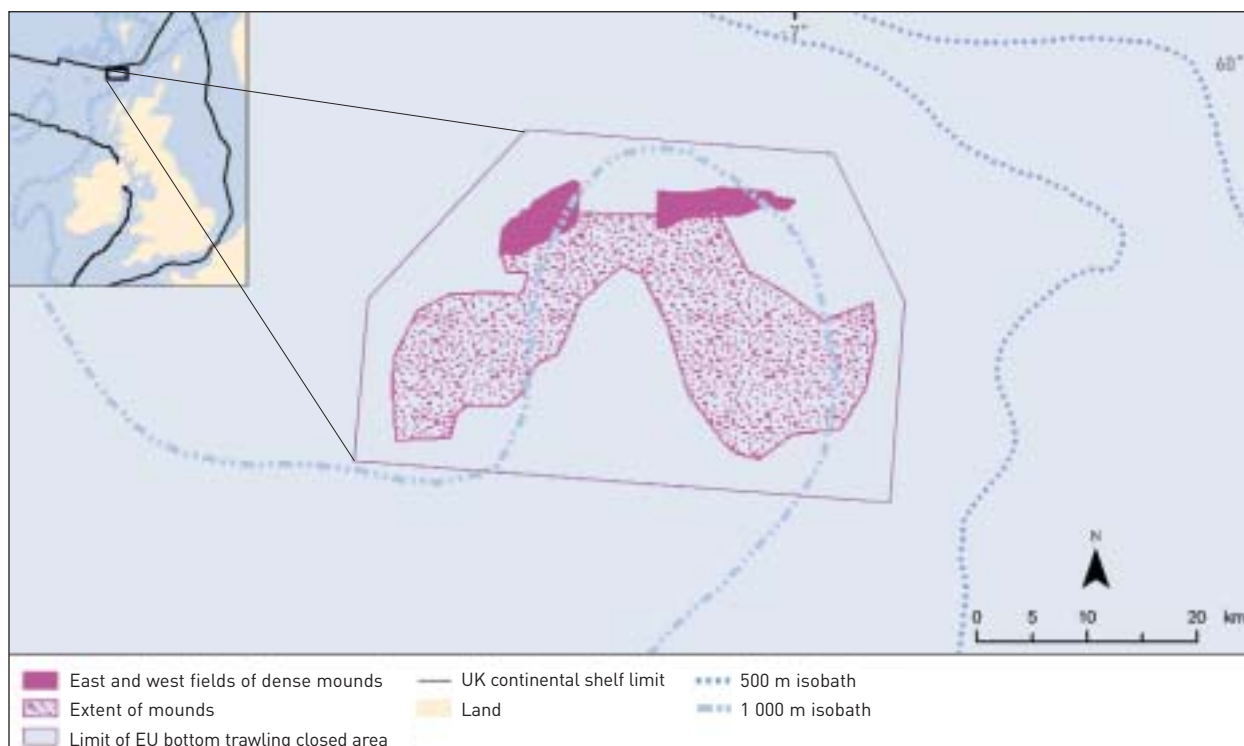 -7°
60°
N
0 5 10 20 km
East and west fields of dense mounds
Extent of mounds
Limit of EU bottom trawling closed area
UK continental shelf limit
Land
500 m isobath
1 000 m isobath